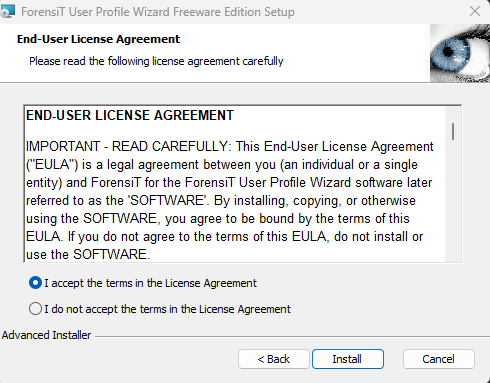 ForensiT User Profile Wizard Freeware Edition Setup
End-User License Agreement
Please read the following license agreement carefully
END-USER LICENSE AGREEMENT
IMPORTANT - READ CAREFULLY: This End-User License Agreement
("EULA") is a legal agreement between you (an individual or a single
entity) and ForensiT for the ForensiT User Profile Wizard software later
referred to as the 'SOFTWARE'. By installing, copying, or otherwise
using the SOFTWARE, you agree to be bound by the terms of this
EULA. If you do not agree to the terms of this EULA, do not install or
use the SOFTWARE.
I accept the terms in the License Agreement
I do not accept the terms in the License Agreement
Advanced Installer
< Back Install Cancel